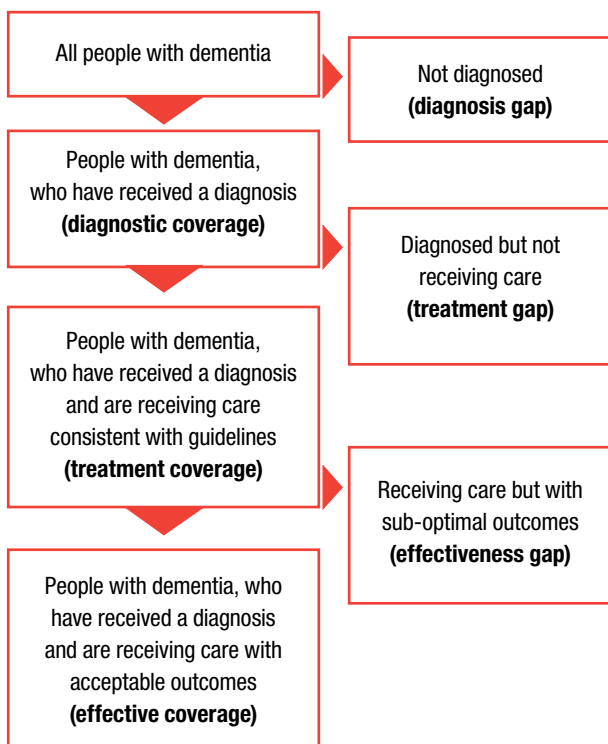 All people with dementia
Not diagnosed
(diagnosis gap)
People with dementia,
who have received a diagnosis
(diagnostic coverage)
Diagnosed but not
receiving care
(treatment gap)
People with dementia,
who have received a diagnosis
and are receiving care
consistent with guidelines
(treatment coverage)
Receiving care but with
sub-optimal outcomes
(effectiveness gap)
People with dementia, who
have received a diagnosis
and are receiving care with
acceptable outcomes
(effective coverage)